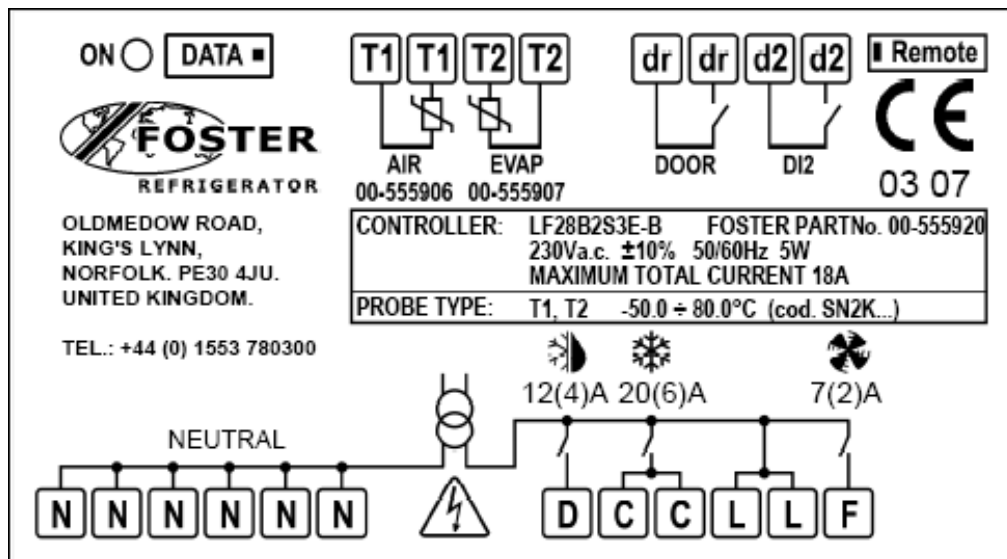 ON DATA
T1 T1 T2 T2
dr dr d2 d2
Remote
FOSTER
REFRIGERATOR
AIR EVAP
00-555906 00-555907
DOOR DI2
CE
03 07
OLDMEDOW ROAD,
KING'S LYNN,
NORFOLK. PE30 4JU.
UNITED KINGDOM.
TEL.: +44 (0) 1553 780300
CONTROLLER: LF28B2S3E-B FOSTER PARTNo. 00-555920
230Va.c. ±10% 50/60Hz 5W
MAXIMUM TOTAL CURRENT 18A
PROBE TYPE: T1, T2 -50.0 ÷ 80.0°C (cod. SN2K...)
12(4)A 20(6)A 7(2)A
NEUTRAL
N N N N N N D C C L L F